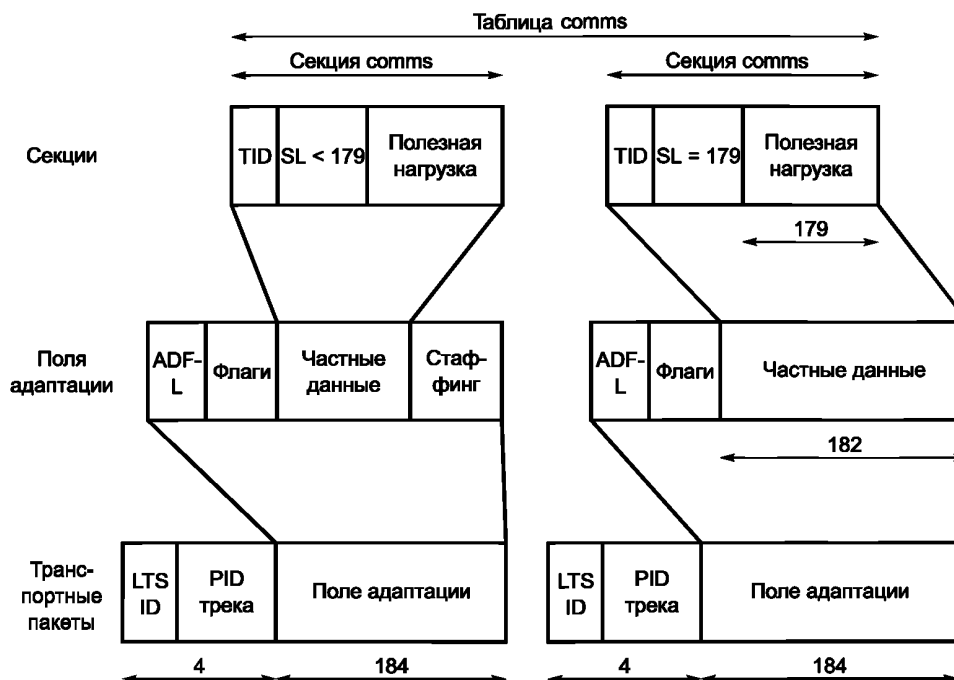 Таблица comms
Секция comms
Секция comms
Секции
TID
SL < 179
Полезная
нагрузка
TID
SL = 179
Полезная
нагрузка
179
Поля
адаптации
ADF-
L
Флаги
Частные
данные
Стаф-
финг
ADF-
L
Флаги
Частные данные
182
Транс-
портные
пакеты
LTS
ID
PID
трека
Поле адаптации
LTS
ID
PID
трека
Поле адаптации
4
184
4
184